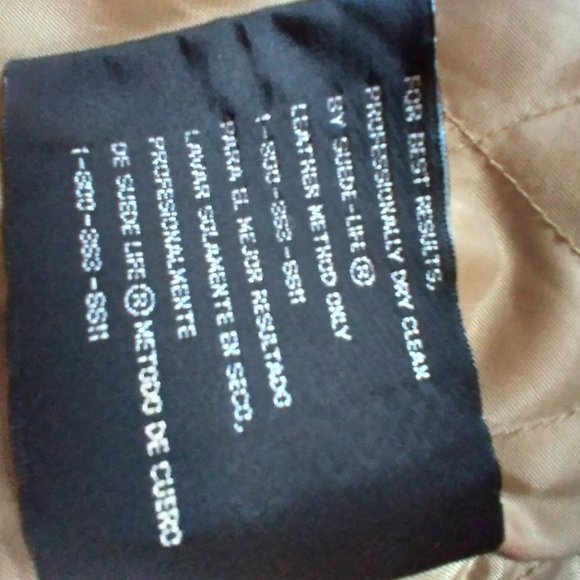 FOR BEST RESULTS,
PROFESSIONALLY DRY CLEAN
BY SUEDE-LIFE®
LEATHER METHOD ONLY
1-800-883-5511
PARA EL MEJOR RESULTADO
LAVAR SOLAMENTE EN SECO,
PROFESIONALMENTE
DE SUEDE LIFE® METODO DE CUERO
1-800-883-5511